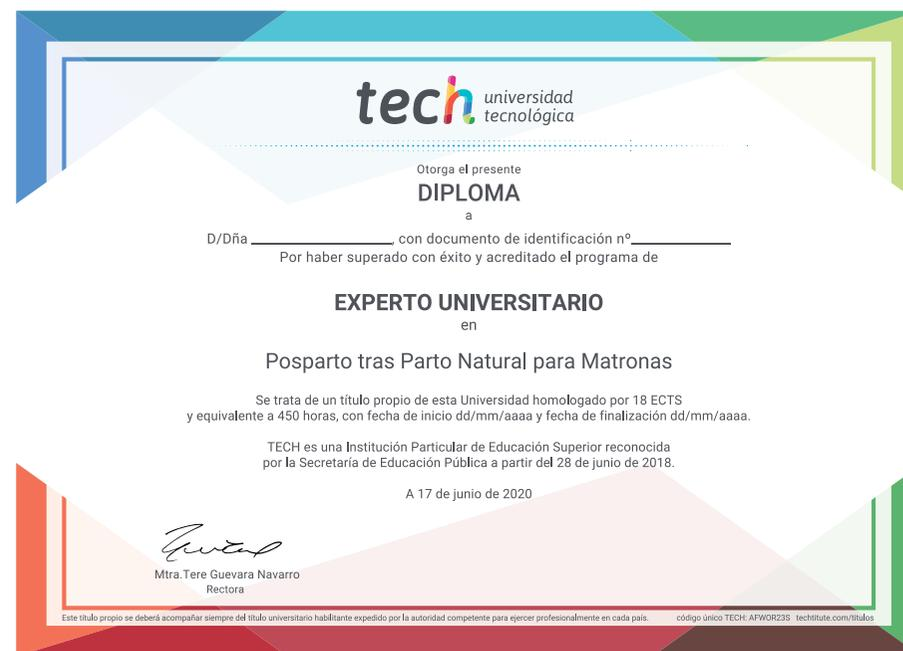 tech universidad
tecnológica
Otorga el presente
DIPLOMA
a
D/Dña ________________, con documento de identificación nº____________
Por haber superado con éxito y acreditado el programa de
EXPERTO UNIVERSITARIO
en
Posparto tras Parto Natural para Matronas
Se trata de un título propio de esta Universidad homologado por 18 ECTS
y equivalente a 450 horas, con fecha de inicio dd/mm/aaaa y fecha de finalización dd/mm/aaaa.
TECH es una Institución Particular de Educación Superior reconocida
por la Secretaría de Educación Pública a partir del 28 de junio de 2018.
A 17 de junio de 2020
Mtra.Tere Guevara Navarro
Rectora
Este título propio se deberá acompañar siempre del título universitario habilitante expedido por la autoridad competente para ejercer profesionalmente en cada país. código único TECH: AFWOR23S techtitute.com/titulos